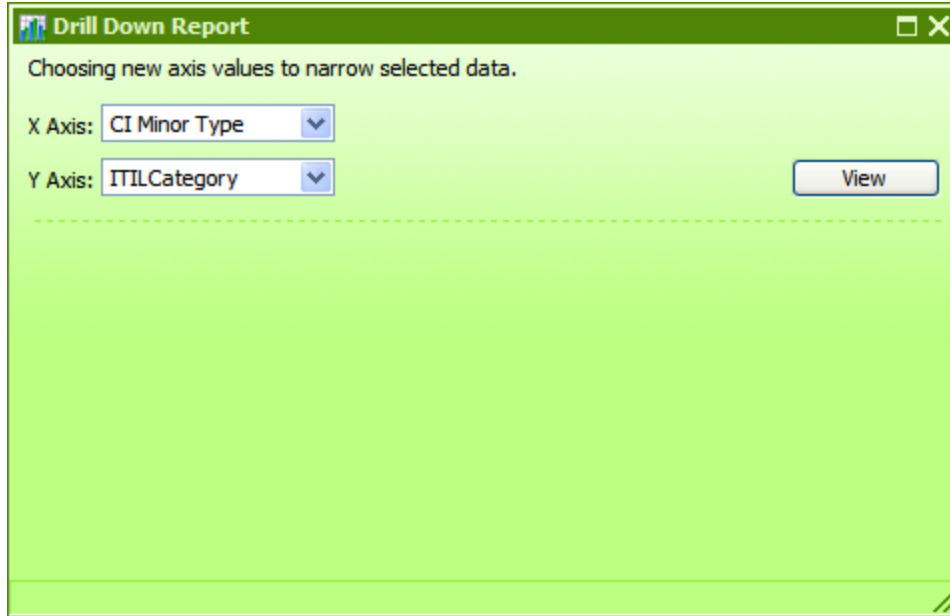 Drill Down Report
Choosing new axis values to narrow selected data.
X Axis: CI Minor Type
Y Axis: ITILCategory View